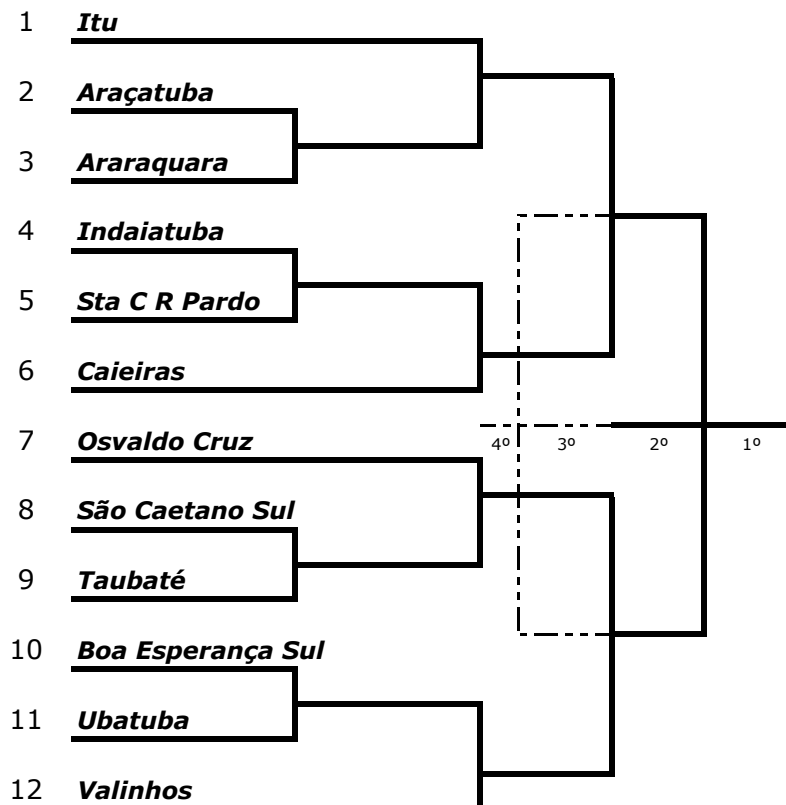 1 Itu
2 Araçatuba
3 Araraquara
4 Indaiatuba
5 Sta C R Pardo
6 Caieiras
7 Osvaldo Cruz
4º 3º 2º 1º
8 São Caetano Sul
9 Taubaté
10 Boa Esperança Sul
11 Ubatuba
12 Valinhos